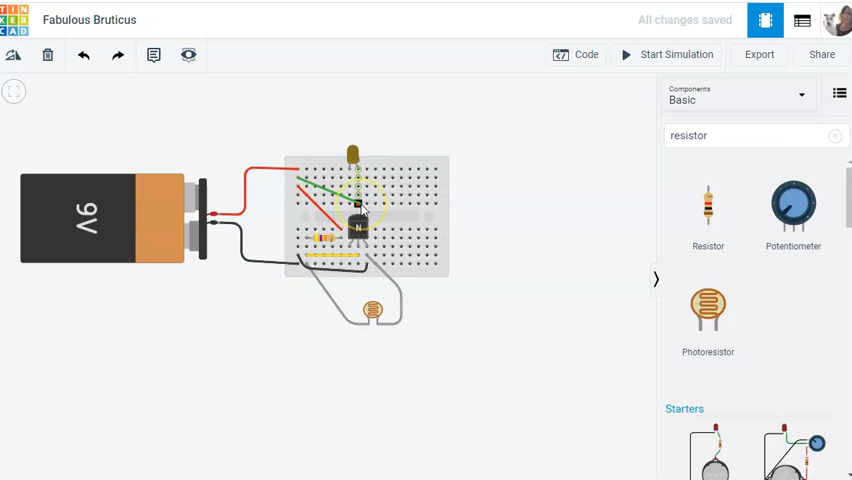 TIN
KER
CAD
Fabulous Bruticus
All changes saved
Code
Start Simulation
Export
Share
Components
Basic
resistor
Resistor
Potentiometer
Photoresistor
Starters
9V
N